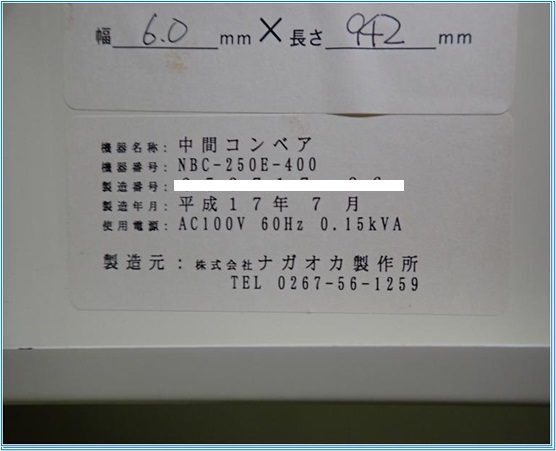 幅 6.0 mm × 長さ 942 mm
機器名称: 中間コンベア
機器番号: NBC-250E-400
製造番号:
製造年月: 平成17年 7 月
使用電源: AC100V 60Hz 0.15kVA
製造元: 株式会社ナガオカ製作所
TEL 0267-56-1259